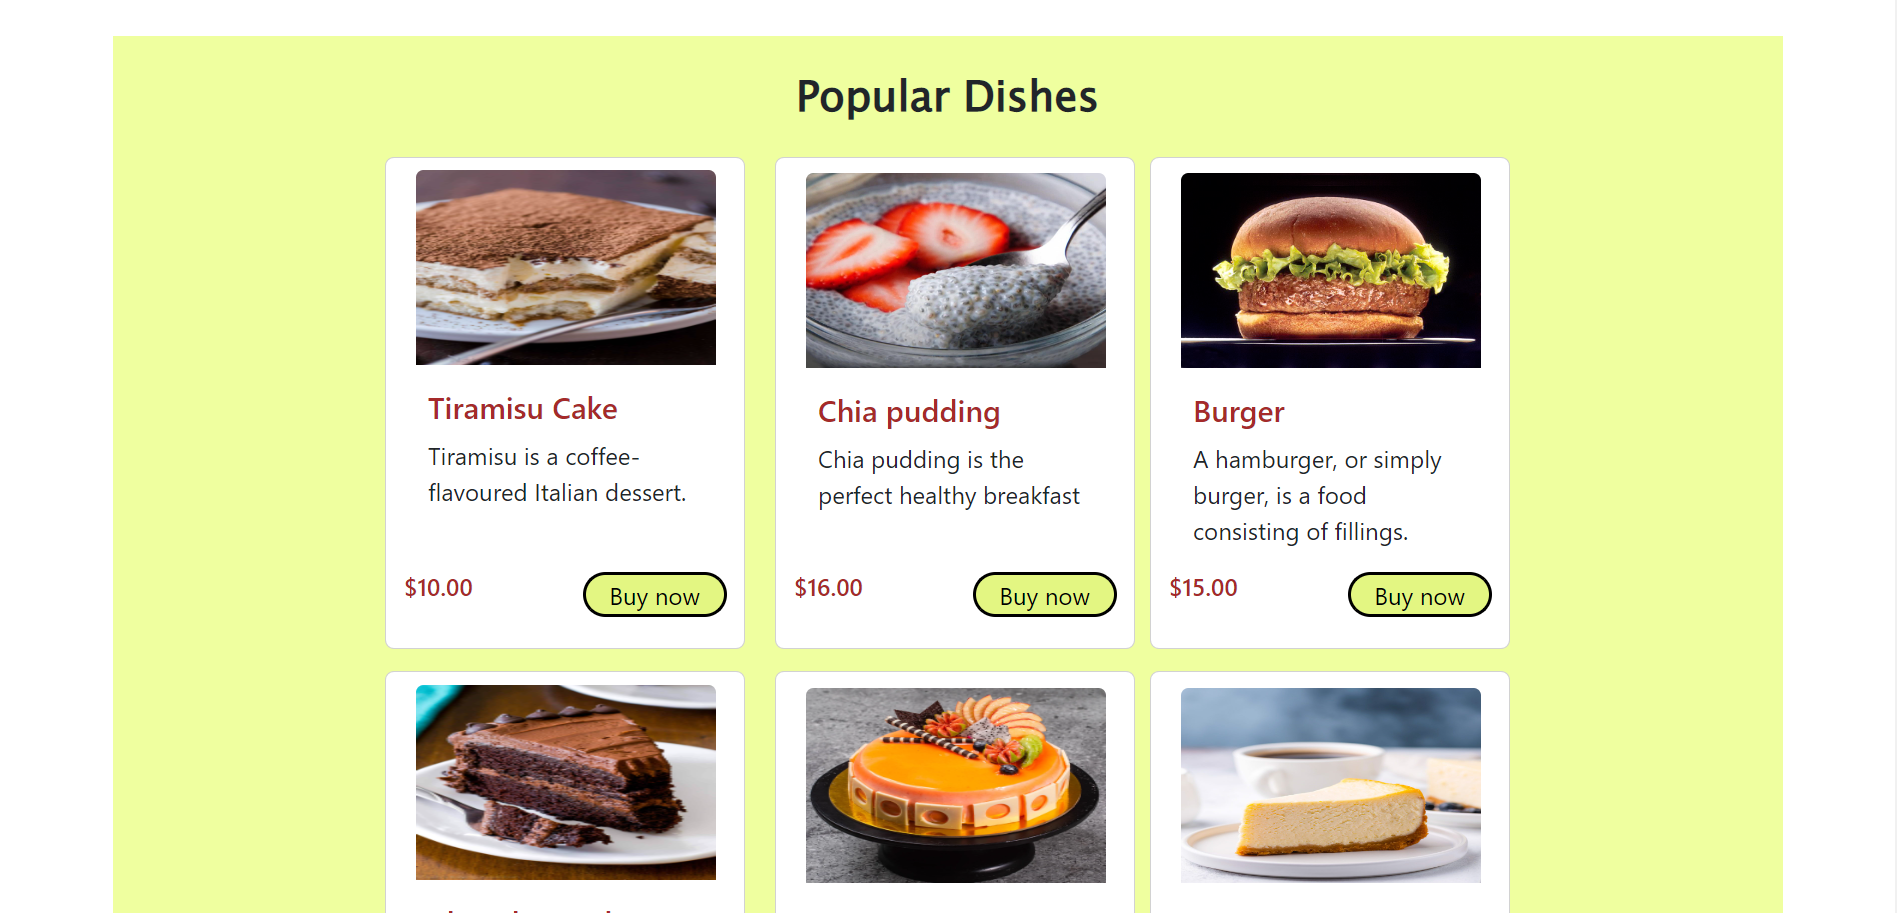 Popular Dishes
Tiramisu Cake
Tiramisu is a coffee-
flavoured Italian dessert.
$10.00
Buy now
Chia pudding
Chia pudding is the
perfect healthy breakfast
$16.00
Buy now
Burger
A hamburger, or simply
burger, is a food
consisting of fillings.
$15.00
Buy now